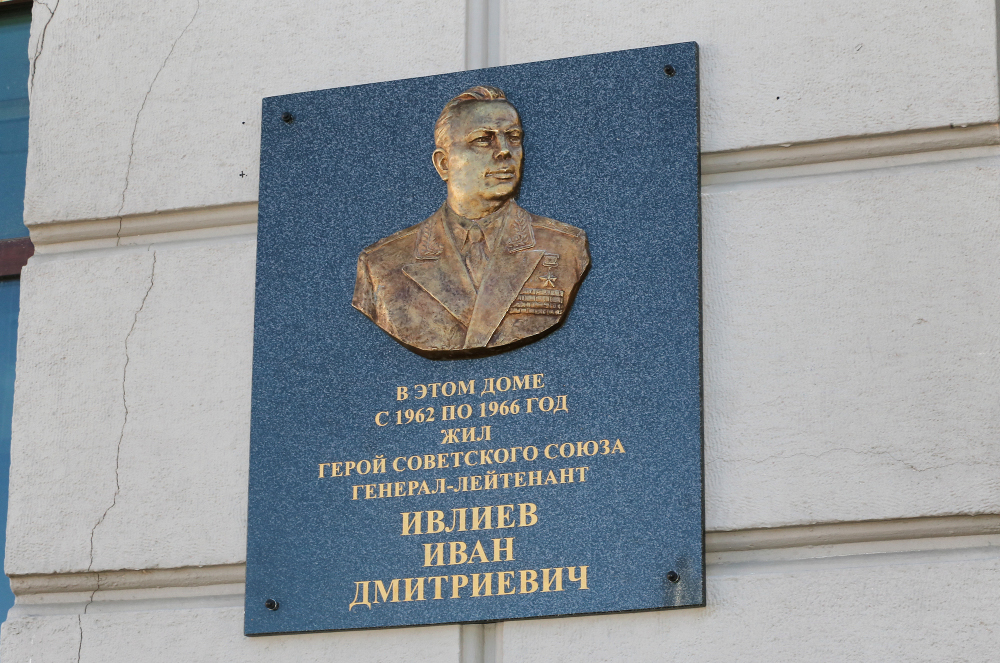 В ЭТОМ ДОМЕ
С 1962 ПО 1966 ГОД
ЖИЛ
ГЕРОЙ СОВЕТСКОГО СОЮЗА
ГЕНЕРАЛ-ЛЕЙТЕНАНТ
ИВЛИЕВ
ИВАН
ДМИТРИЕВИЧ